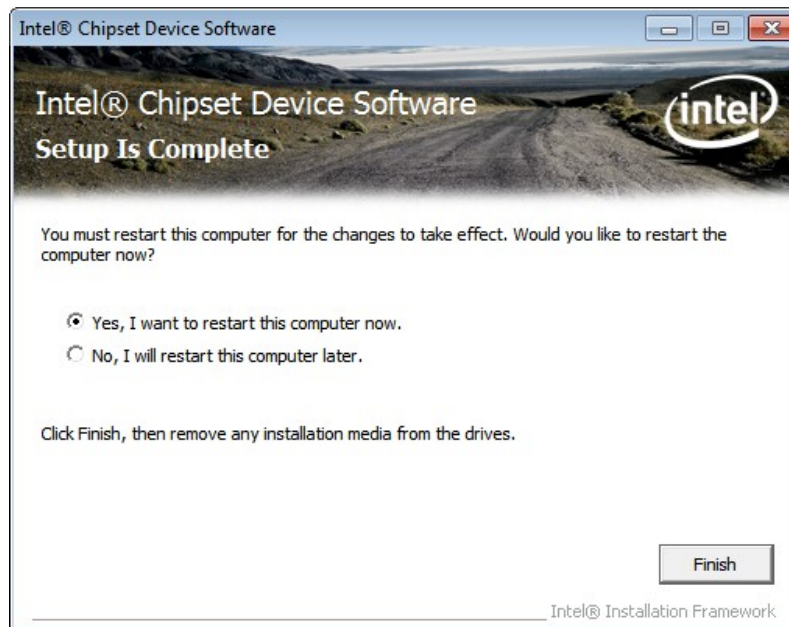 Intel® Chipset Device Software
Intel® Chipset Device Software
intel
Setup Is Complete
You must restart this computer for the changes to take effect. Would you like to restart the
computer now?
Yes, I want to restart this computer now.
No, I will restart this computer later.
Click Finish, then remove any installation media from the drives.
Finish
Intel® Installation Framework